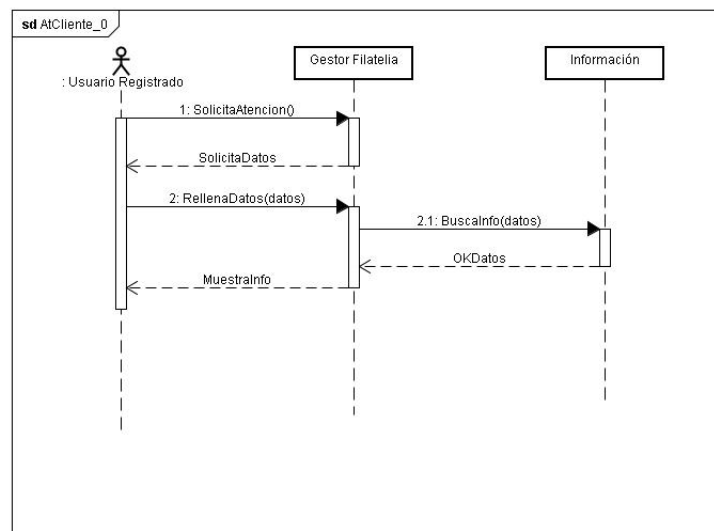 sd AtCliente_0
: Usuario Registrado
Gestor Filatelia
Información
1: SolicitaAtencion()
SolicitaDatos
2: RellenaDatos(datos)
2.1: BuscaInfo(datos)
OKDatos
MuestraInfo